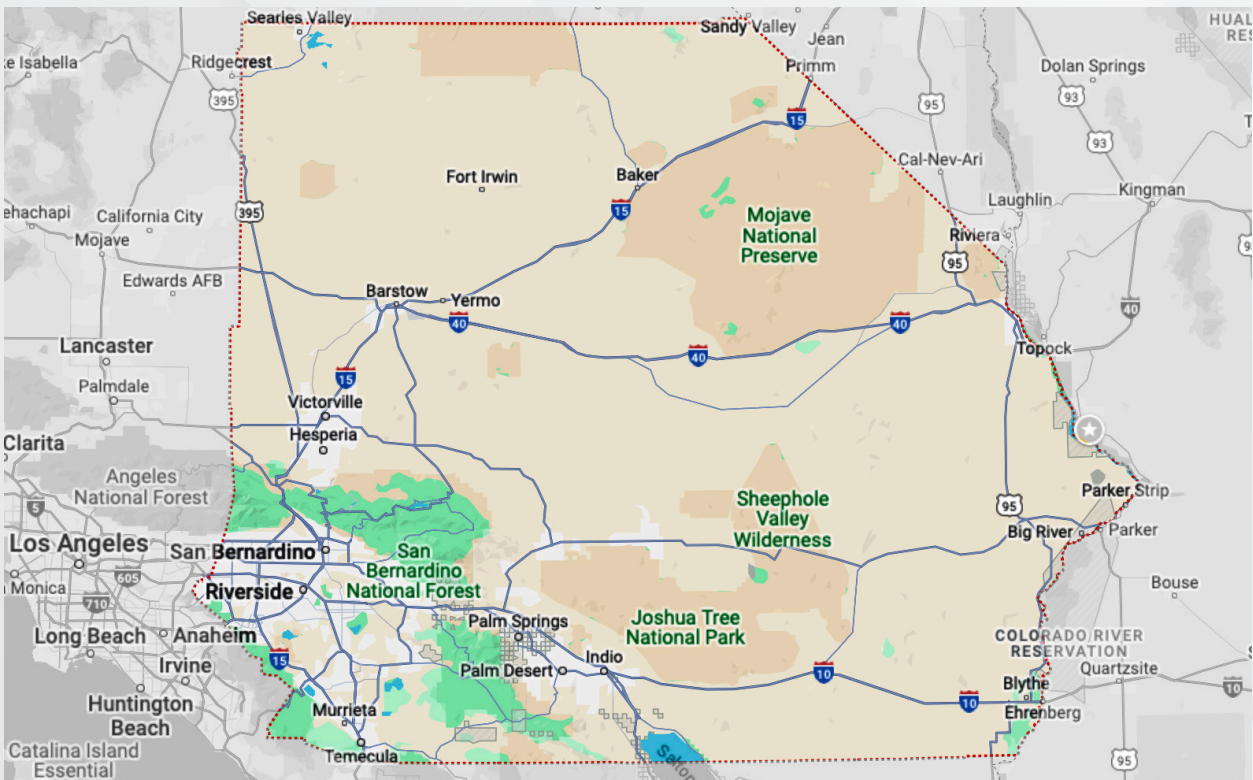 Searles Valley
Sandy Valley
HUAL
RES
Jean
ke Isabella
Ridgecrest
Primm
Dolan Springs
395
15
95
93
93
Fort Irwin
Baker
Cal-Nev-Ari
ehachapi
California City
395
15
Mojave
National
Preserve
Laughlin
Kingman
Mojave
Riviera
95
93
Edwards AFB
Barstow
Yermo
40
40
40
40
Lancaster
Topock
Palmdale
15
Victorville
Hesperia
Clarita
Angeles
National Forest
5
Sheephole
Valley
Wilderness
Parker Strip
95
Big River
Parker
Los Angeles
San Bernardino
San
Bernardino
National Forest
605
Monica
Riverside
710
Bouse
Joshua Tree
National Park
Palm Springs
Long Beach
Anaheim
COLORADO RIVER
RESERVATION
Irvine
15
Palm Desert
Indio
10
Quartzsite
10
10
Blythe
Huntington
Beach
Murrieta
Ehrenberg
Temecula
Salton
95
Catalina Island
Essential